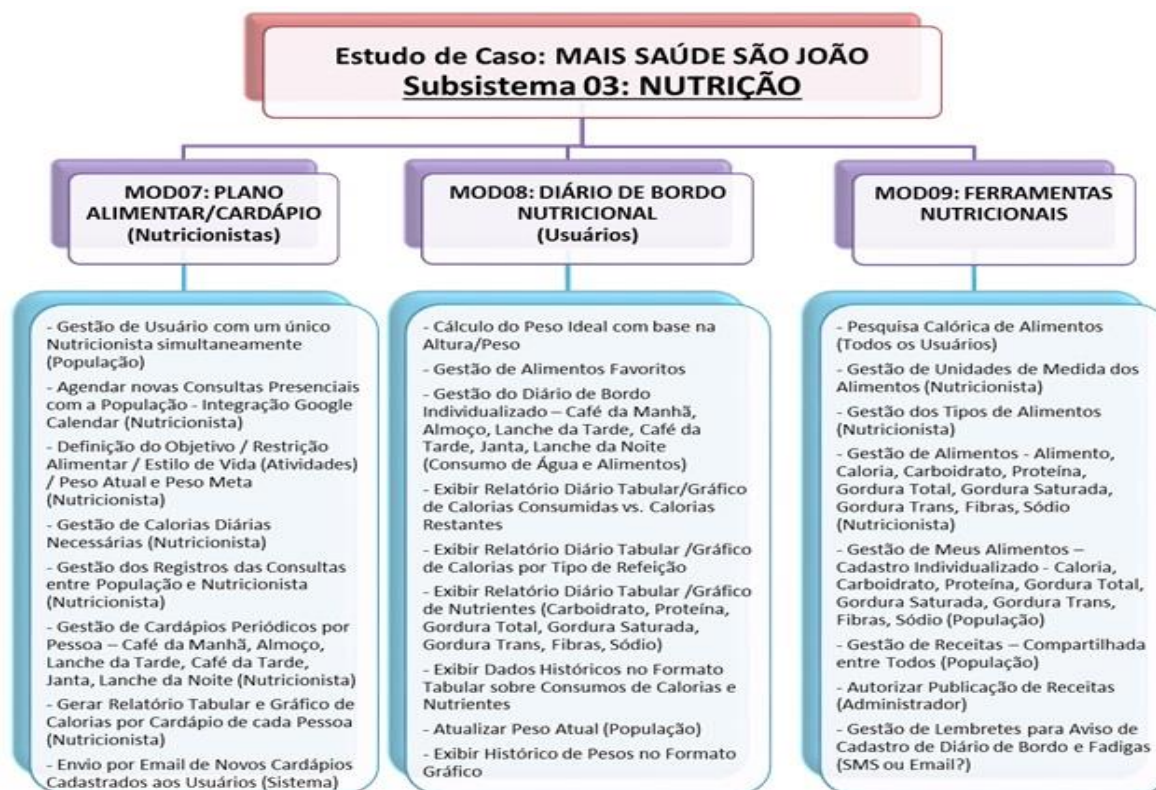 Estudo de Caso: MAIS SAÚDE SÃO JOÃO
Subsistema 03: NUTRIÇÃO
MOD07: PLANO
ALIMENTAR/CARDÁPIO
(Nutricionistas)
- Gestão de Usuário com um único
Nutricionista simultaneamente
(População)
- Agendar novas Consultas Presenciais
com a População - Integração Google
Calendar (Nutricionista)
- Definição do Objetivo / Restrição
Alimentar / Estilo de Vida (Atividades)
/ Peso Atual e Peso Meta
(Nutricionista)
- Gestão de Calorias Diárias
Necessárias (Nutricionista)
- Gestão dos Registros das Consultas
entre População e Nutricionista
(Nutricionista)
- Gestão de Cardápios Periódicos por
Pessoa – Café da Manhã, Almoço,
Lanche da Tarde, Café da Tarde,
Janta, Lanche da Noite (Nutricionista)
- Gerar Relatório Tabular e Gráfico de
Calorias por Cardápio de cada Pessoa
(Nutricionista)
- Envio por Email de Novos Cardápios
Cadastrados aos Usuários (Sistema)
MOD08: DIÁRIO DE BORDO
NUTRICIONAL
(Usuários)
- Cálculo do Peso Ideal com base na
Altura/Peso
- Gestão de Alimentos Favoritos
- Gestão do Diário de Bordo
Individualizado – Café da Manhã,
Almoço, Lanche da Tarde, Café da
Tarde, Janta, Lanche da Noite
(Consumo de Água e Alimentos)
- Exibir Relatório Diário Tabular/Gráfico
de Calorias Consumidas vs. Calorias
Restantes
- Exibir Relatório Diário Tabular /Gráfico
de Calorias por Tipo de Refeição
- Exibir Relatório Diário Tabular /Gráfico
de Nutrientes (Carboidrato, Proteína,
Gordura Total, Gordura Saturada,
Gordura Trans, Fibras, Sódio)
- Exibir Dados Históricos no Formato
Tabular sobre Consumos de Calorias e
Nutrientes
- Atualizar Peso Atual (População)
- Exibir Histórico de Pesos no Formato
Gráfico
MOD09: FERRAMENTAS
NUTRICIONAIS
- Pesquisa Calórica de Alimentos
(Todos os Usuários)
- Gestão de Unidades de Medida dos
Alimentos (Nutricionista)
- Gestão dos Tipos de Alimentos
(Nutricionista)
- Gestão de Alimentos - Alimento,
Caloria, Carboidrato, Proteína,
Gordura Total, Gordura Saturada,
Gordura Trans, Fibras, Sódio
(Nutricionista)
- Gestão de Meus Alimentos –
Cadastro Individualizado - Caloria,
Carboidrato, Proteína, Gordura Total,
Gordura Saturada, Gordura Trans,
Fibras, Sódio (População)
- Gestão de Receitas – Compartilhada
entre Todos (População)
- Autorizar Publicação de Receitas
(Administrador)
- Gestão de Lembretes para Aviso de
Cadastro de Diário de Bordo e Fadigas
(SMS ou Email?)